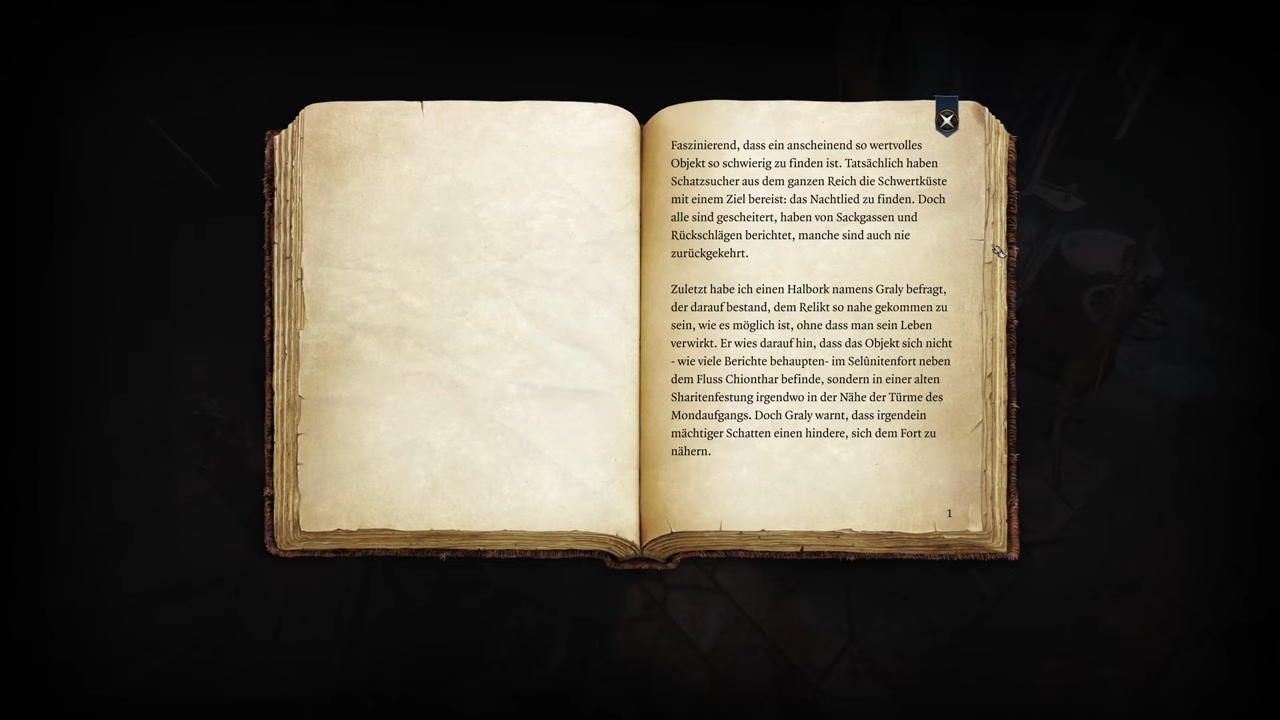 Faszinierend, dass ein anscheinend so wertvolles
Objekt so schwierig zu finden ist. Tatsächlich haben
Schatzsucher aus dem ganzen Reich die Schwertküste
mit einem Ziel bereist: das Nachtlied zu finden. Doch
alle sind gescheitert, haben von Sackgassen und
Rückschlägen berichtet, manche sind auch nie
zurückgekehrt.
Zuletzt habe ich einen Halbork namens Graly befragt,
der darauf bestand, dem Relikt so nahe gekommen zu
sein, wie es möglich ist, ohne dass man sein Leben
verwirkt. Er wies darauf hin, dass das Objekt sich nicht
- wie viele Berichte behaupten- im Selûnitenfort neben
dem Fluss Chionthar befinde, sondern in einer alten
Sharitenfestung irgendwo in der Nähe der Türme des
Mondaufgangs. Doch Graly warnt, dass irgendein
mächtiger Schatten einen hindere, sich dem Fort zu
nähern.
1